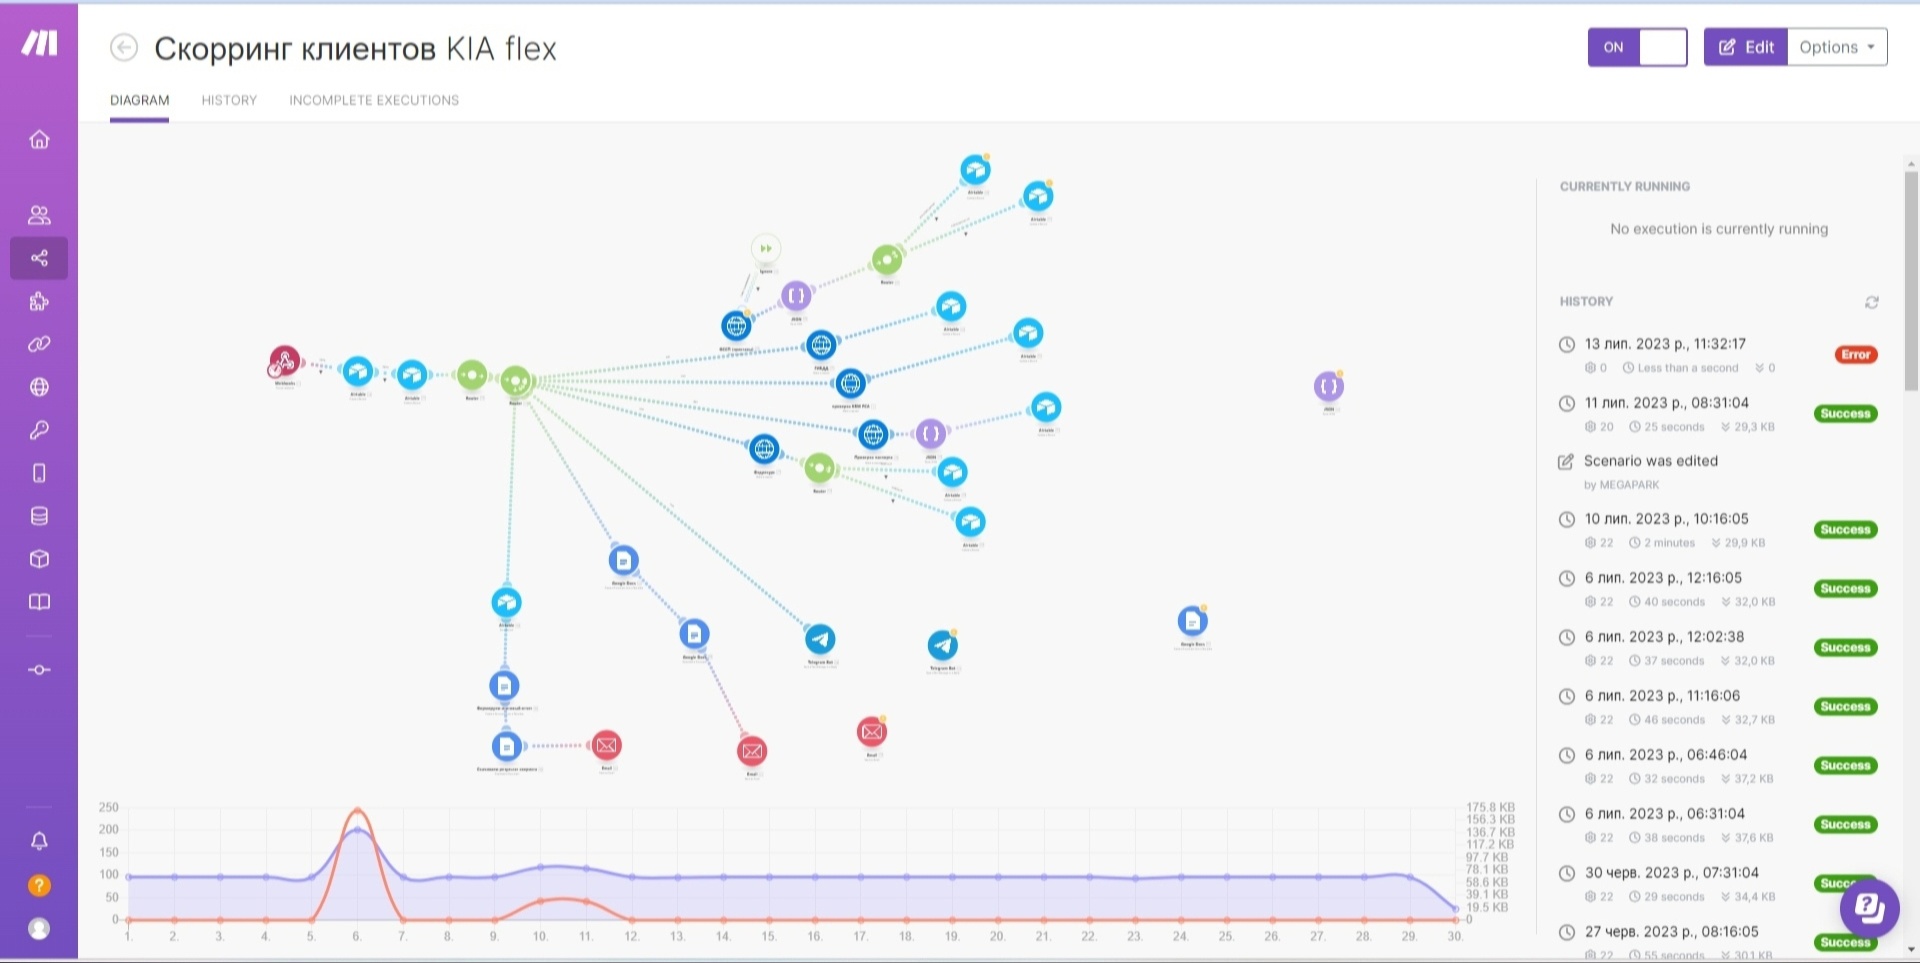 Скорринг клиентов KIA flex
ON
Edit
Options
DIAGRAM
HISTORY
INCOMPLETE EXECUTIONS
CURRENTLY RUNNING
No execution is currently running
HISTORY
13 лип. 2023 р., 11:32:17
Error
0 Less than a second 0
11 лип. 2023 р., 08:31:04
Success
20 25 seconds 29,3 KB
Scenario was edited
by MEGAPARK
10 лип. 2023 р., 10:16:05
Success
22 2 minutes 29,9 KB
6 лип. 2023 р., 12:16:05
Success
22 40 seconds 32,0 KB
6 лип. 2023 р., 12:02:38
Success
22 37 seconds 32,0 KB
6 лип. 2023 р., 11:16:06
Success
22 46 seconds 32,7 KB
6 лип. 2023 р., 06:46:04
Success
22 32 seconds 37,2 KB
6 лип. 2023 р., 06:31:04
Success
22 38 seconds 37,6 KB
30 черв. 2023 р., 07:31:04
22 29 seconds 34,4 KB
27 черв. 2023 р., 08:16:05
Success
22 55 seconds
250
200
150
100
50
0
175.8 KB
156.3 KB
136.7 KB
117.2 KB
97.7 KB
78.1 KB
58.6 KB
39.1 KB
19.5 KB
0
1. 2. 3. 4. 5. 6. 7. 8. 9. 10. 11. 12. 13. 14. 15. 16. 17. 18. 19. 20. 21. 22. 23. 24. 25. 26. 27. 28. 29. 30.